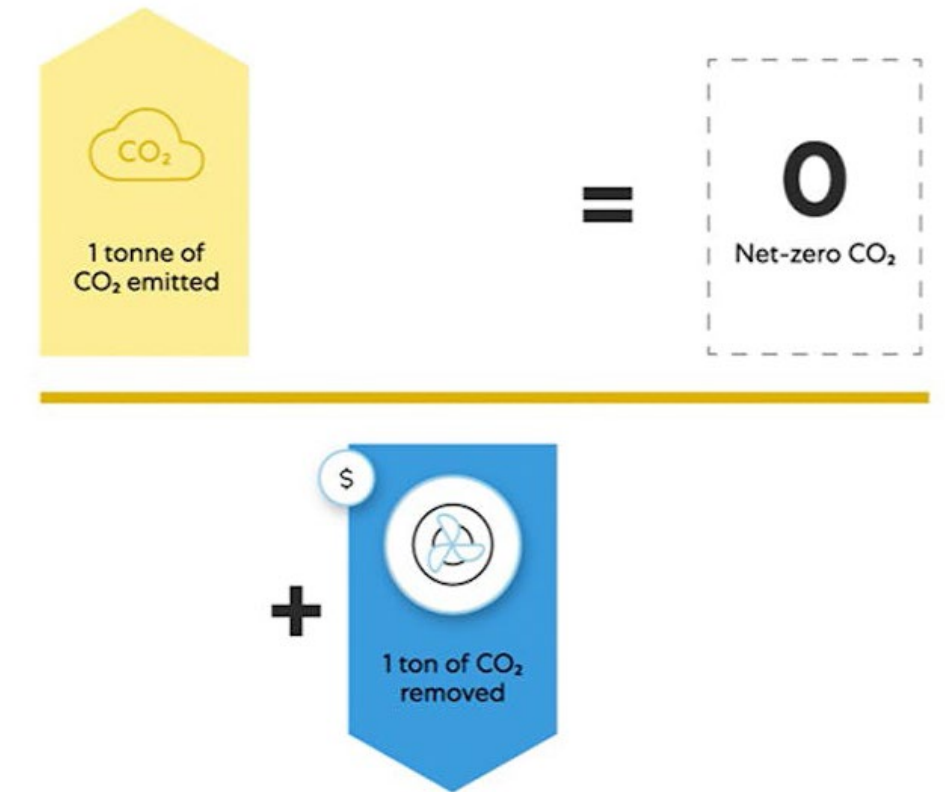 CO₂
1 tonne of
CO₂ emitted
=
0
Net-zero CO₂
$
+
1 ton of CO₂
removed